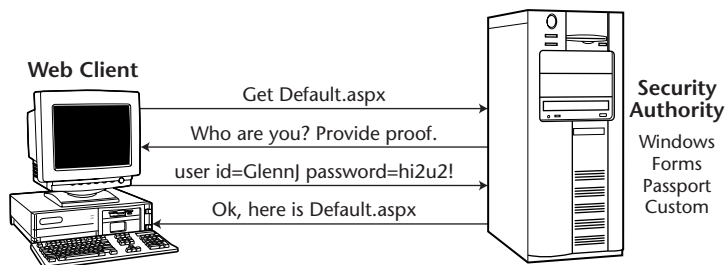 Web Client
Get Default.aspx
Who are you? Provide proof.
user id=GlennJ password=hi2u2!
Ok, here is Default.aspx
Security
Authority
Windows
Forms
Passport
Custom